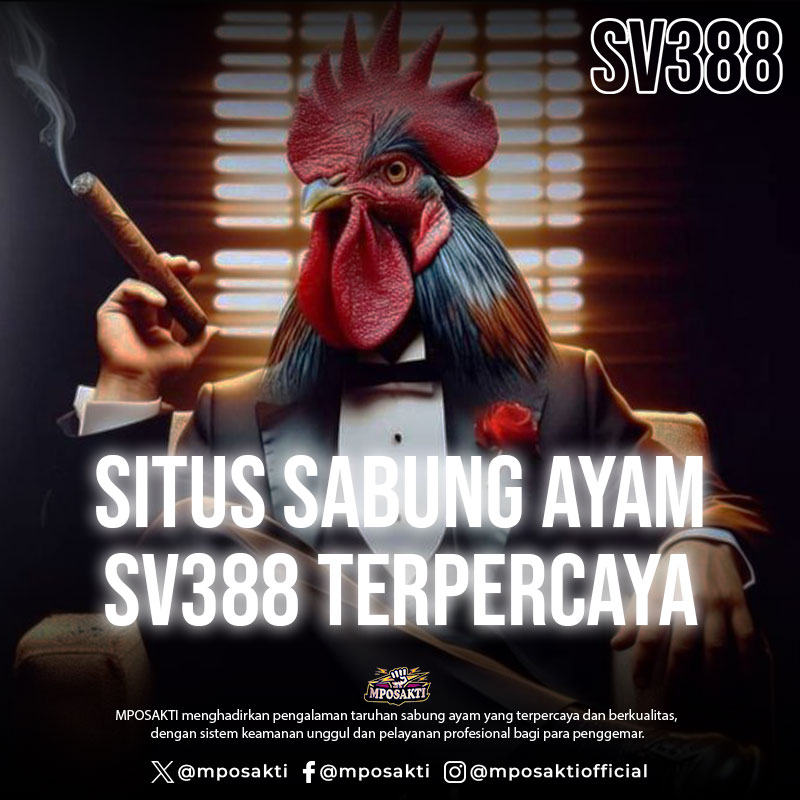 SV388
SITUS SABUNG AYAM
SV388 TERPERCAYA
MPOSAKTI
MPOSAKTI menghadirkan pengalaman taruhan sabung ayam yang terpercaya dan berkualitas,
dengan sistem keamanan unggul dan pelayanan profesional bagi para penggemar.
@mposakti @mposakti @mposaktiofficial